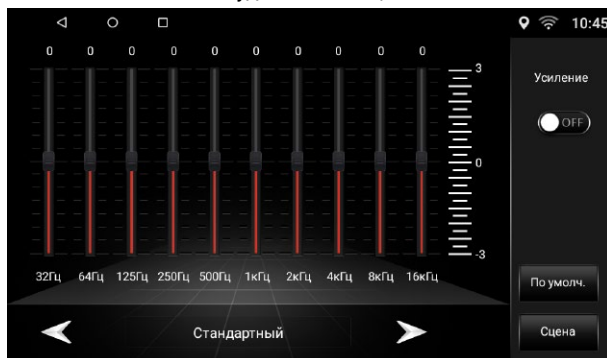 10:45
0 0 0 0 0 0 0 0 0 0
3
0
-3
32Гц 64Гц 125Гц 250Гц 500Гц 1кГц 2кГц 4кГц 8кГц 16кГц
Стандартный
Усиление
OFF
По умолч.
Сцена